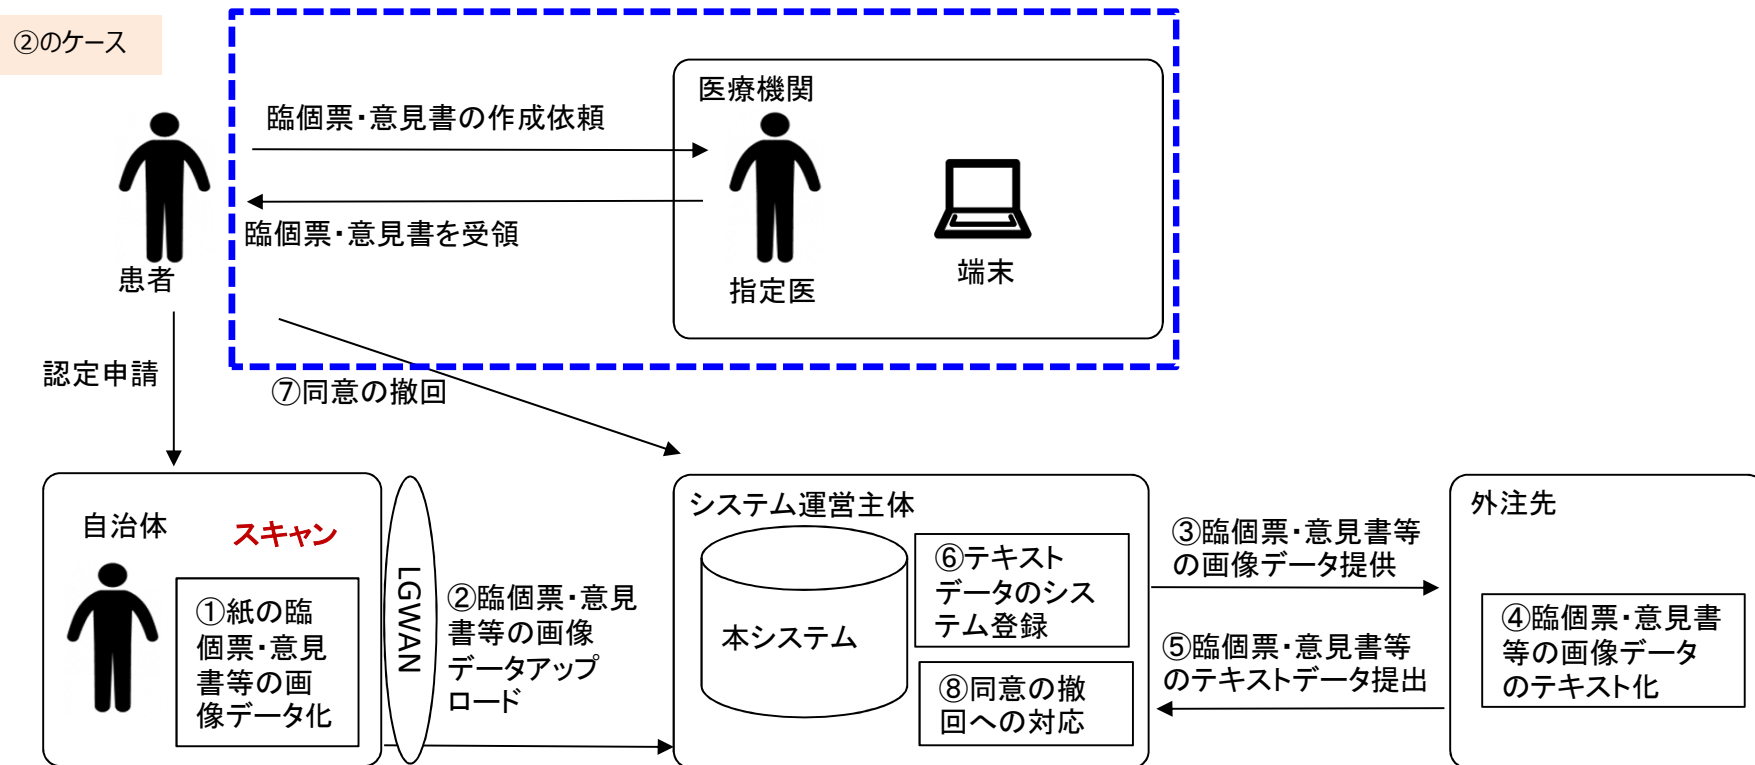 ②のケース
医療機関
臨個票・意見書の作成依頼
臨個票・意見書を受領
患者
指定医
端末
認定申請
⑦同意の撤回
自治体
スキャン
①紙の臨
個票・意見
書等の画
像データ化
LGWAN
②臨個票・意見
書等の画像
データアップ
ロード
システム運営主体
本システム
⑥テキスト
データのシス
テム登録
⑧同意の撤
回への対応
③臨個票・意見書等
の画像データ提供
⑤臨個票・意見書等
のテキストデータ提出
外注先
④臨個票・意見書
等の画像データ
のテキスト化